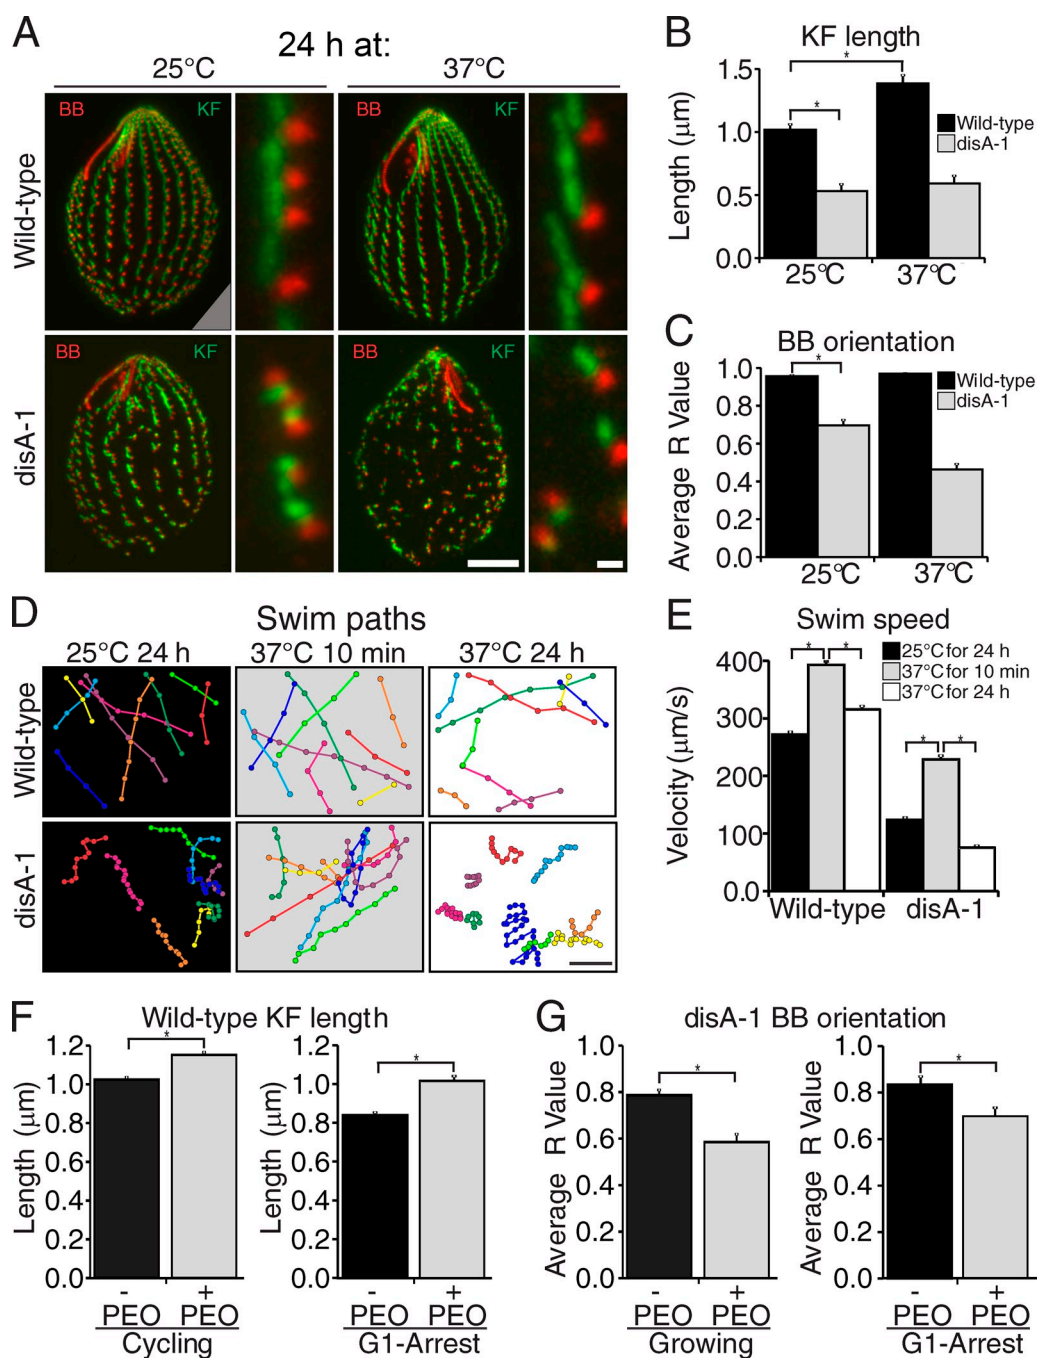 A
24 h at:
25°C
37°C
Wild-type
disA-1
BB KF
BB KF
BB KF
BB KF
B
KF length
Length (μm)
1.5
1.0
0.5
0.0
*
*
Wild-type
disA-1
25°C
37°C
C
BB orientation
Average R Value
1.0
0.8
0.6
0.4
0.2
0.0
*
Wild-type
disA-1
25°C
37°C
D
Swim paths
25°C 24 h
37°C 10 min
37°C 24 h
Wild-type
disA-1
E
Swim speed
Velocity (μm/s)
400
300
200
100
0.0
* *
* *
25°C for 24 h
37°C for 10 min
37°C for 24 h
Wild-type
disA-1
F
Wild-type KF length
Length (μm)
1.2
1.0
0.8
0.6
0.4
0.2
0.0
*
- +
PEO PEO
Cycling
Length (μm)
1.2
1.0
0.8
0.6
0.4
0.2
0.0
*
- +
PEO PEO
G1-Arrest
G
disA-1 BB orientation
Average R Value
1.0
0.8
0.6
0.4
0.2
0.0
*
- +
PEO PEO
Growing
Average R Value
1.0
0.8
0.6
0.4
0.2
0.0
*
- +
PEO PEO
G1-Arrest